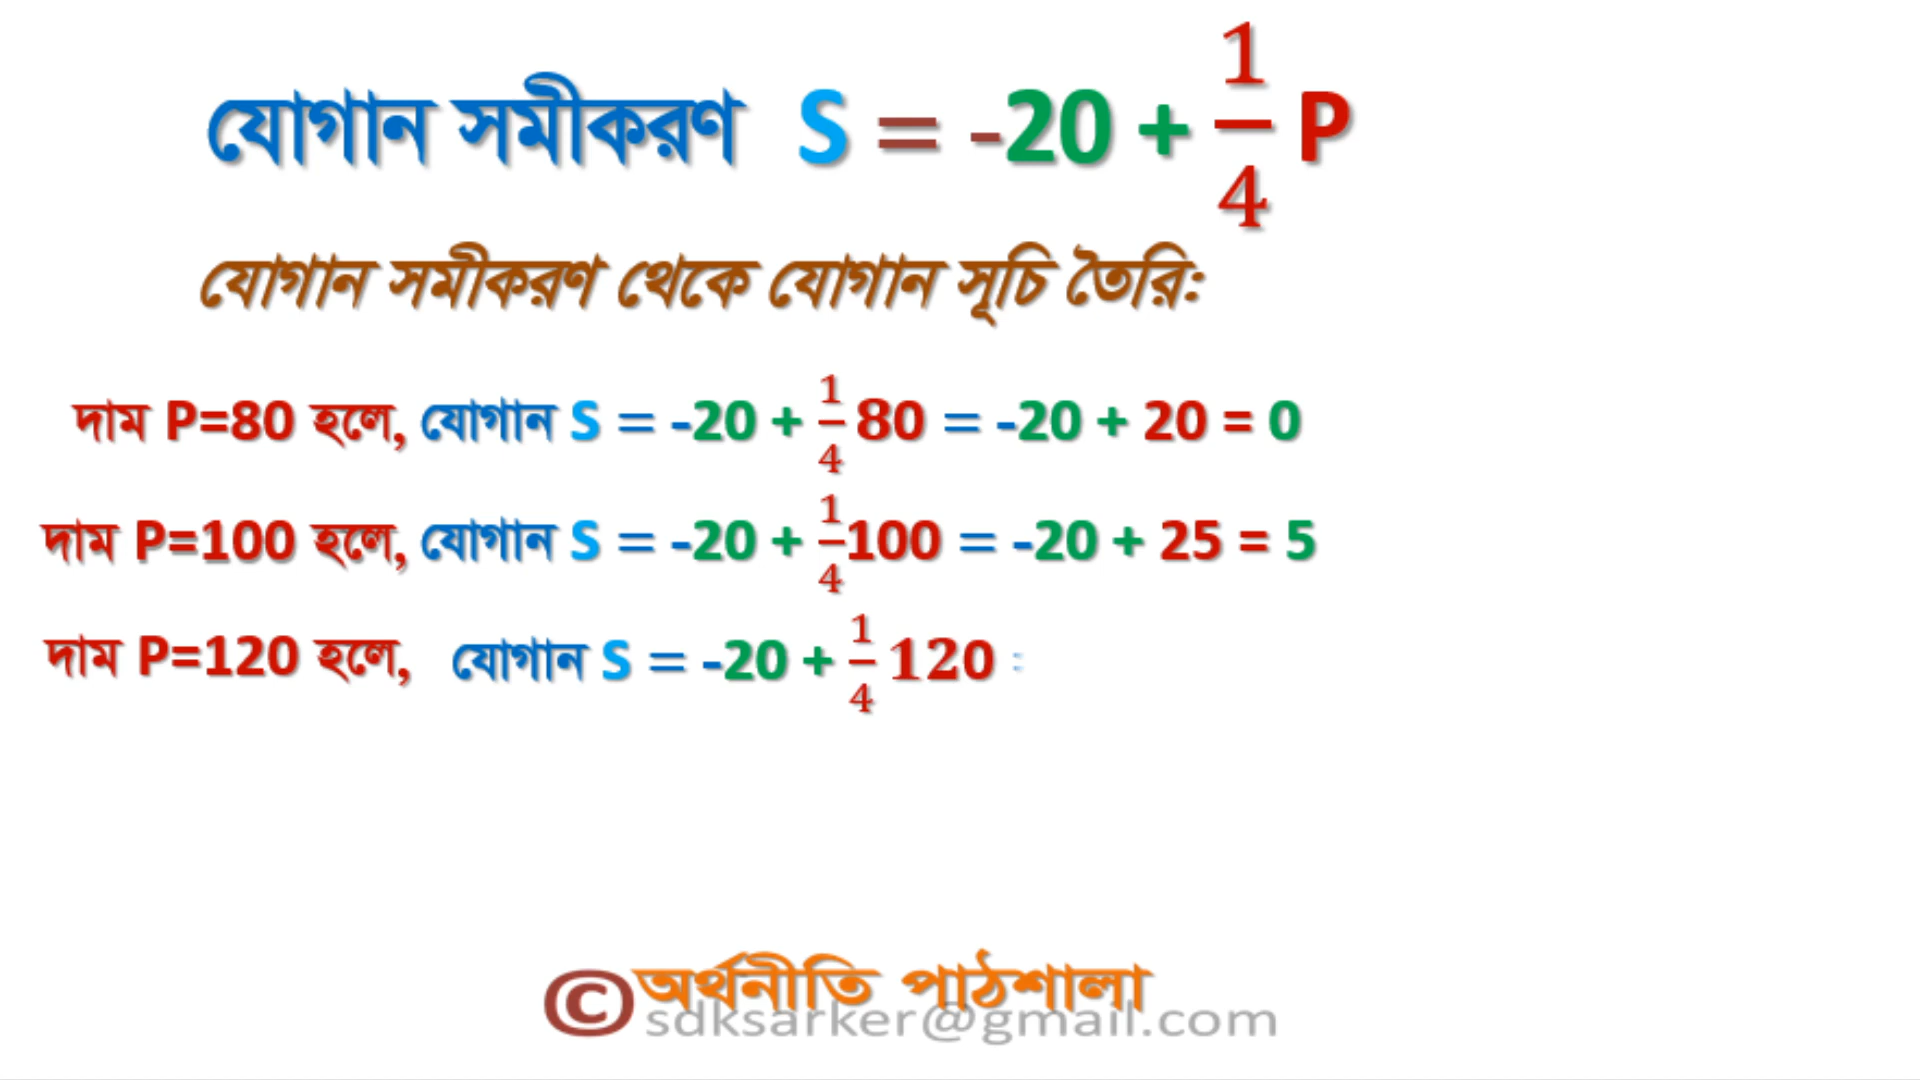 যোগান সমীকরণ S = -20 + 1/4 P
যোগান সমীকরণ থেকে যোগান সূচি তৈরি:
দাম P=80 হলে, যোগান S = -20 + 1/4 80 = -20 + 20 = 0
দাম P=100 হলে, যোগান S = -20 + 1/4 100 = -20 + 25 = 5
দাম P=120 হলে, যোগান S = -20 + 1/4 120 =
©অর্থনীতি পাঠশালা
sdksarker@gmail.com